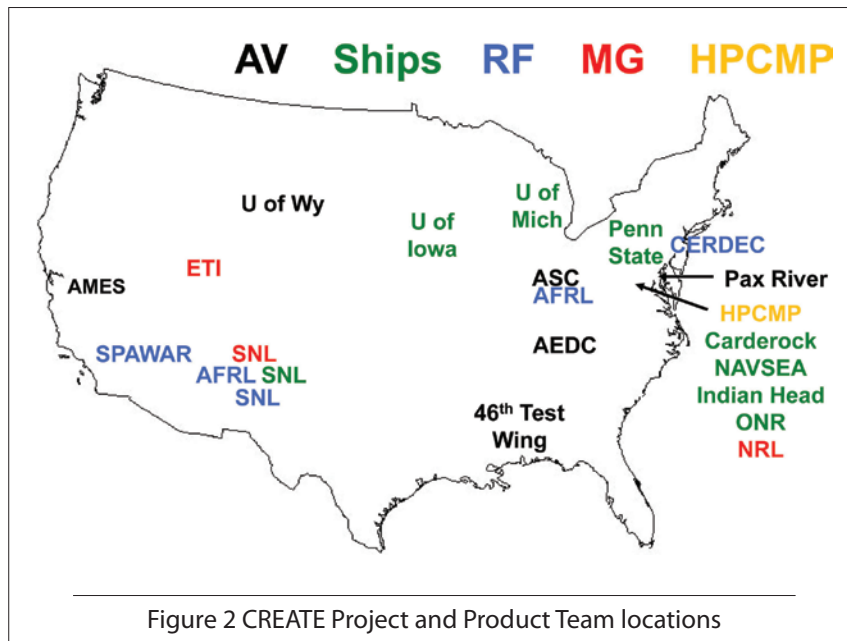 AV Ships RF MG HPCMP
U of Wy
U of
Iowa
U of
Mich
Penn
State
CERDEC
ETI
AMES
ASC
AFRL
Pax River
HPCMP
SPAWAR
SNL
AFRL SNL
SNL
AEDC
Carderock
NAVSEA
Indian Head
ONR
NRL
46th Test
Wing
Figure 2 CREATE Project and Product Team locations